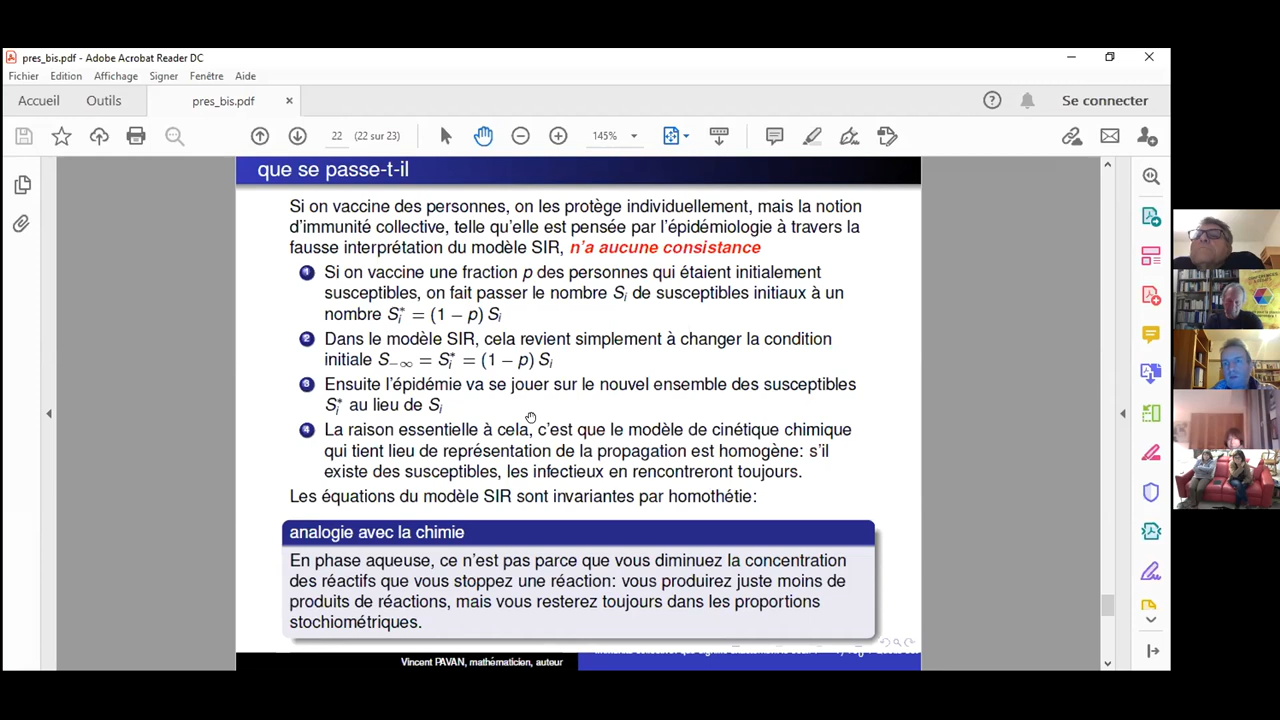 pres_bis.pdf - Adobe Acrobat Reader DC
Fichier Edition Affichage Signer Fenêtre Aide
Accueil Outils pres_bis.pdf × Se connecter
22 (22 sur 23) 145%
que se passe-t-il
Si on vaccine des personnes, on les protège individuellement, mais la notion
d'immunité collective, telle qu'elle est pensée par l'épidémiologie à travers la
fausse interprétation du modèle SIR, n'a aucune consistance
1 Si on vaccine une fraction p des personnes qui étaient initialement
susceptibles, on fait passer le nombre Si de susceptibles initiaux à un
nombre Si* = (1 − p) Si
2 Dans le modèle SIR, cela revient simplement à changer la condition
initiale S−∞ = Si* = (1 − p) Si
3 Ensuite l'épidémie va se jouer sur le nouvel ensemble des susceptibles
Si* au lieu de Si
4 La raison essentielle à cela, c'est que le modèle de cinétique chimique
qui tient lieu de représentation de la propagation est homogène: s'il
existe des susceptibles, les infectieux en rencontreront toujours.
Les équations du modèle SIR sont invariantes par homothétie:
analogie avec la chimie
En phase aqueuse, ce n'est pas parce que vous diminuez la concentration
des réactifs que vous stoppez une réaction: vous produirez juste moins de
produits de réactions, mais vous resterez toujours dans les proportions
stochiométriques.
Vincent PAVAN, mathématicien, auteur